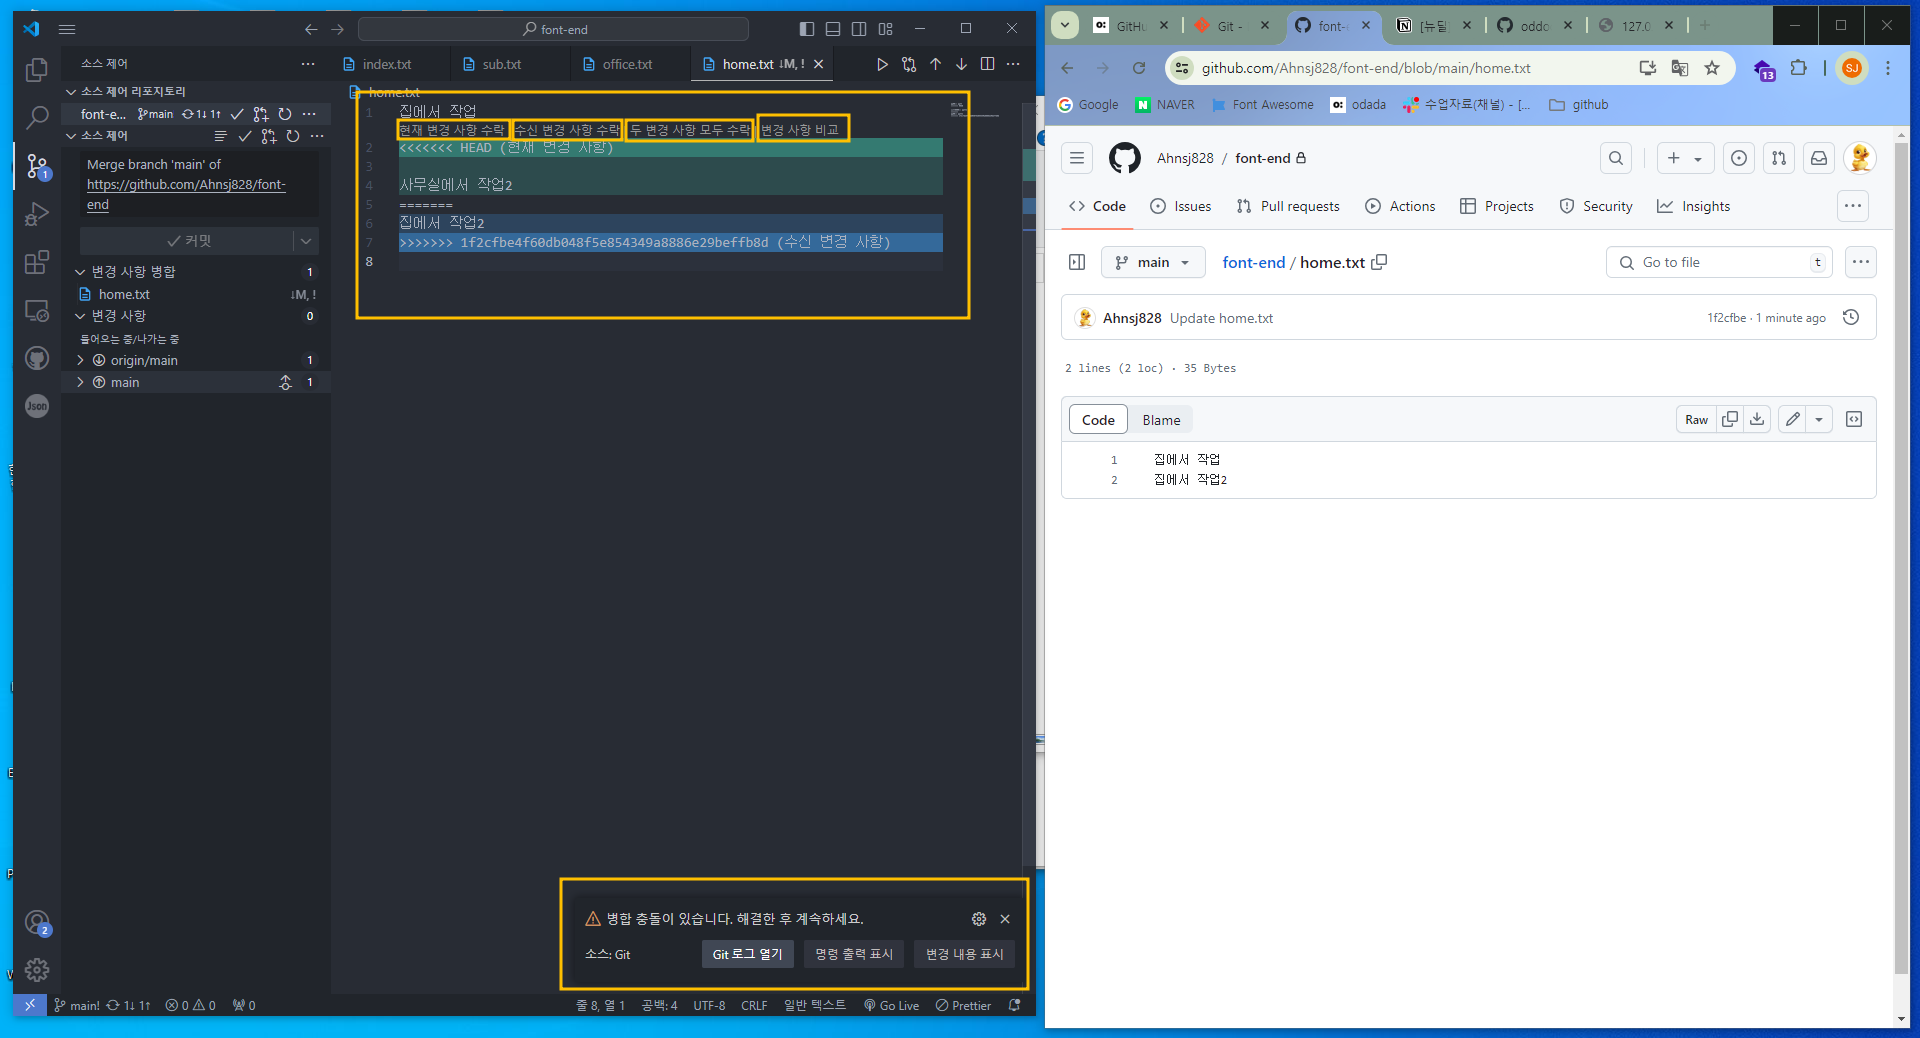 font-end
소스 제어
index.txt
sub.txt
office.txt
home.txt ↓M, !
소스 제어 리포지토리
font-e... main 1↓ 1↑
소스 제어
Merge branch 'main' of
https://github.com/Ahnsj828/font-
end
커밋
변경 사항 병합 1
home.txt ↓M, !
변경 사항 0
들어오는 중/나가는 중
origin/main 1
main 1
1
Json
2
home.txt
1 집에서 작업
현재 변경 사항 수락 수신 변경 사항 수락 두 변경 사항 모두 수락 변경 사항 비교
2 <<<<<<< HEAD (현재 변경 사항)
3
4 사무실에서 작업2
5 =======
6 집에서 작업2
7 >>>>>>> 1f2cfbe4f60db048f5e854349a8886e29beffb8d (수신 변경 사항)
8
병합 충돌이 있습니다. 해결한 후 계속하세요.
소스: Git
Git 로그 열기
명령 출력 표시
변경 내용 표시
main! 1↓ 1↑ 0 0 0
줄 8, 열 1 공백: 4 UTF-8 CRLF 일반 텍스트 Go Live Prettier
GitHu
Git -
font-
[뉴딜
oddo
127.0
github.com/Ahnsj828/font-end/blob/main/home.txt
13
SJ
Google NAVER Font Awesome odada 수업자료(채널) - [... github
Ahnsj828 / font-end
Code Issues Pull requests Actions Projects Security Insights
main
font-end / home.txt
Go to file t
Ahnsj828 Update home.txt
1f2cfbe · 1 minute ago
2 lines (2 loc) · 35 Bytes
Code Blame
Raw
1 집에서 작업
2 집에서 작업2